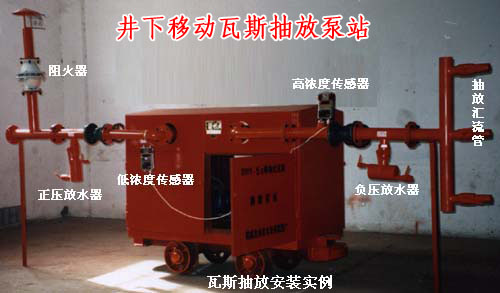 井下移动瓦斯抽放泵站
阻火器
高浓度传感器
抽放汇流管
正压放水器
低浓度传感器
负压放水器
瓦斯抽放安装实例